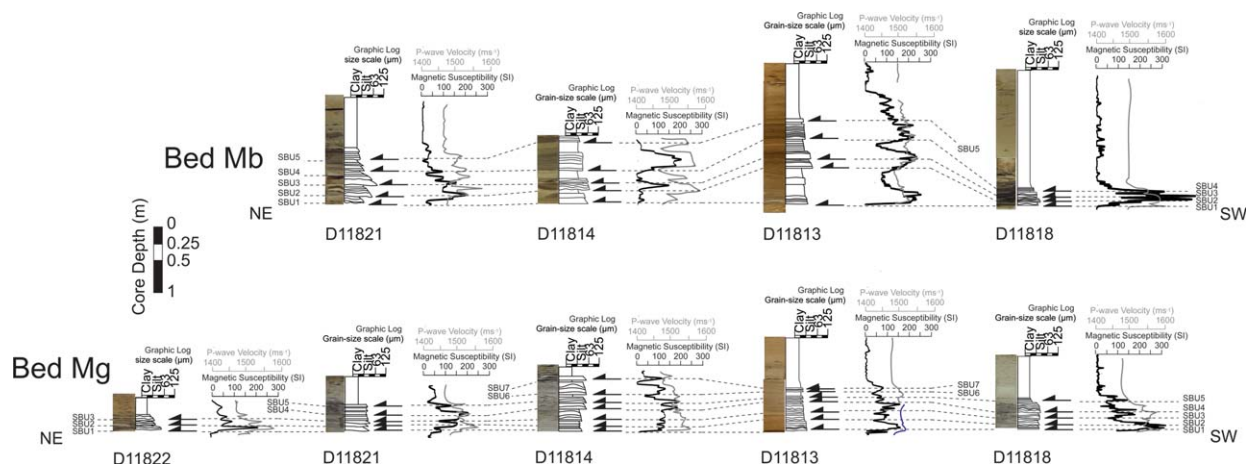 Bed Mb
Graphic Log
size scale (µm)
Clay
Silt
63
125
P-wave Velocity (ms-1)
1400 1500 1600
Magnetic Susceptibility (SI)
0 100 200 300
SBU5
SBU4
SBU3
SBU2
SBU1
NE
D11821
Graphic Log
Grain-size scale (µm)
Clay
Silt
63
125
P-wave Velocity (ms-1)
1400 1500 1600
Magnetic Susceptibility (SI)
0 100 200 300
D11814
Graphic Log
Grain-size scale (µm)
Clay
Silt
63
125
P-wave Velocity (ms-1)
1400 1500 1600
Magnetic Susceptibility (SI)
0 100 200 300
D11813
Graphic Log
Grain-size scale (µm)
Clay
Silt
63
125
P-wave Velocity (ms-1)
1400 1500 1600
Magnetic Susceptibility (SI)
0 100 200 300
SBU5
SBU4
SBU3
SBU2
SBU1
SW
D11818
Core Depth (m)
0
0.25
0.5
1
Bed Mg
Graphic Log
size scale (µm)
Clay
Silt
63
125
P-wave Velocity (ms-1)
1400 1500 1600
Magnetic Susceptibility (SI)
0 100 200 300
SBU3
SBU2
SBU1
NE
D11822
SBU5
SBU4
Graphic Log
size scale (µm)
Clay
Silt
63
125
P-wave Velocity (ms-1)
1400 1500 1600
Magnetic Susceptibility (SI)
0 100 200 300
D11821
SBU7
SBU6
Graphic Log
Grain-size scale (µm)
Clay
Silt
63
125
P-wave Velocity (ms-1)
1400 1500 1600
Magnetic Susceptibility (SI)
0 100 200 300
D11814
Graphic Log
Grain-size scale (µm)
Clay
Silt
63
125
P-wave Velocity (ms-1)
1400 1500 1600
Magnetic Susceptibility (SI)
0 100 200 300
D11813
SBU7
SBU6
Graphic Log
Grain-size scale (µm)
Clay
Silt
63
125
P-wave Velocity (ms-1)
1400 1500 1600
Magnetic Susceptibility (SI)
0 100 200 300
SBU5
SBU4
SBU3
SBU2
SBU1
SW
D11818